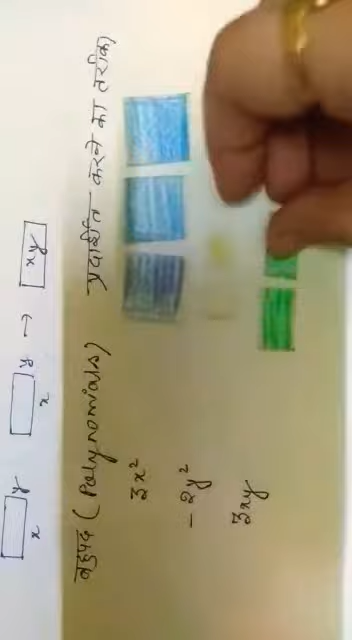 y y → xy
x x
बहुपद (Polynomials) प्रदर्शित करने का तरीका
3x²
-2y²
3xy